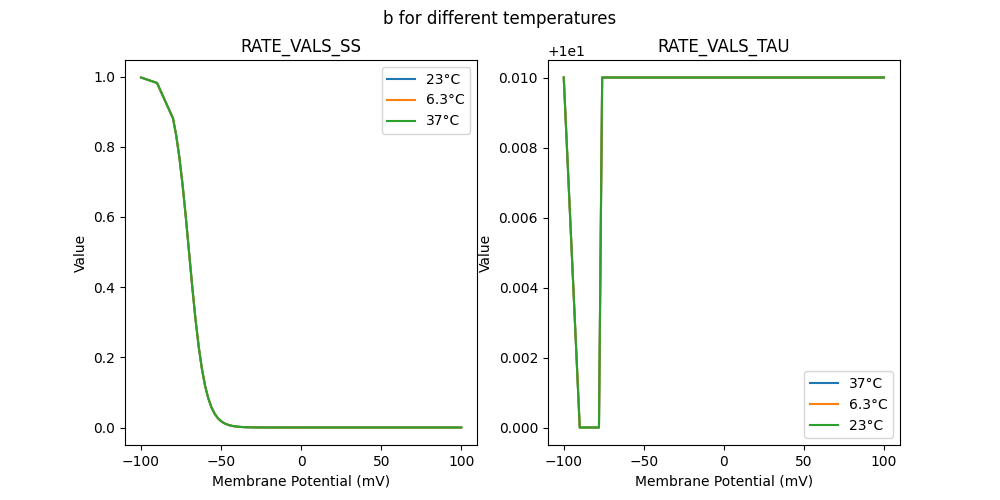 b for different temperatures
RATE_VALS_SS
1.0
0.8
0.6
0.4
0.2
0.0
Value
−100
−50
0
50
100
Membrane Potential (mV)
23°C
6.3°C
37°C
RATE_VALS_TAU
+1e1
0.010
0.008
0.006
0.004
0.002
0.000
Value
−100
−50
0
50
100
Membrane Potential (mV)
37°C
6.3°C
23°C